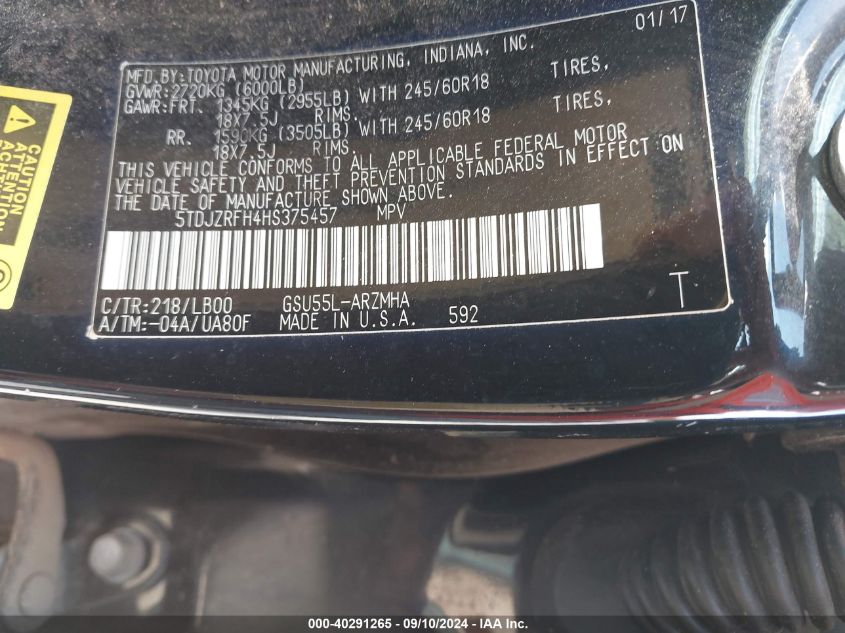 01/17
MFD.BY:TOYOTA MOTOR MANUFACTURING, INDIANA, INC.
GVWR:2720KG (6000LB)
GAWR:FRT. 1345KG (2955LB) WITH 245/60R18 TIRES,
18X7.5J RIMS.
RR. 1590KG (3505LB) WITH 245/60R18 TIRES,
18X7.5J RIMS.
THIS VEHICLE CONFORMS TO ALL APPLICABLE FEDERAL MOTOR
VEHICLE SAFETY AND THEFT PREVENTION STANDARDS IN EFFECT ON
THE DATE OF MANUFACTURE SHOWN ABOVE.
5TDJZRFH4HS375457 MPV
C/TR:218/LB00 GSU55L-ARZMHA T
A/TM:-04A/UA80F MADE IN U.S.A. 592
CAUTION
ATTENTION
000-40291265 - 09/10/2024 - IAA Inc.